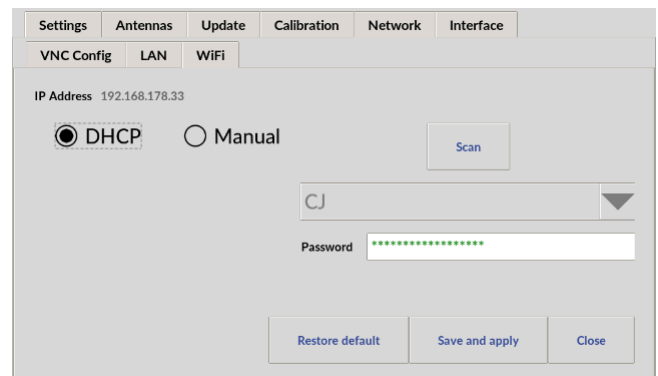 Settings Antennas Update Calibration Network Interface
VNC Config LAN WiFi
IP Address 192.168.178.33
DHCP Manual Scan
CJ
Password ******************
Restore default Save and apply Close